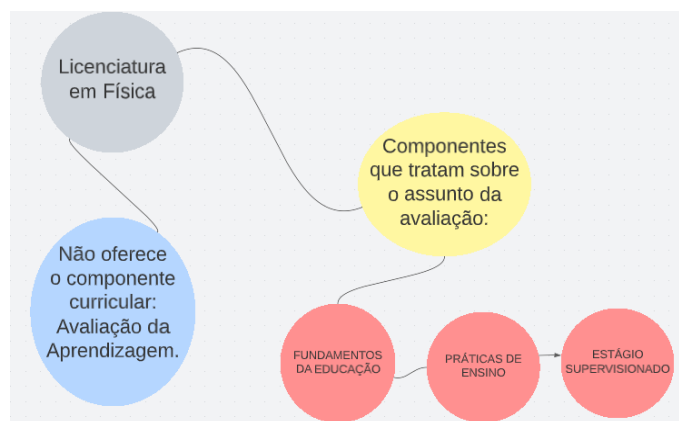 Licenciatura
em Física
Componentes
que tratam sobre
o assunto da
avaliação:
Não oferece
o componente
curricular:
Avaliação da
Aprendizagem.
FUNDAMENTOS
DA EDUCAÇÃO
PRÁTICAS DE
ENSINO
ESTÁGIO
SUPERVISIONADO